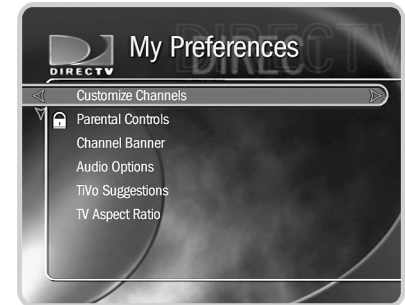 DIRECTV
My Preferences
DIRECTV
Customize Channels
Parental Controls
Channel Banner
Audio Options
TiVo Suggestions
TV Aspect Ratio